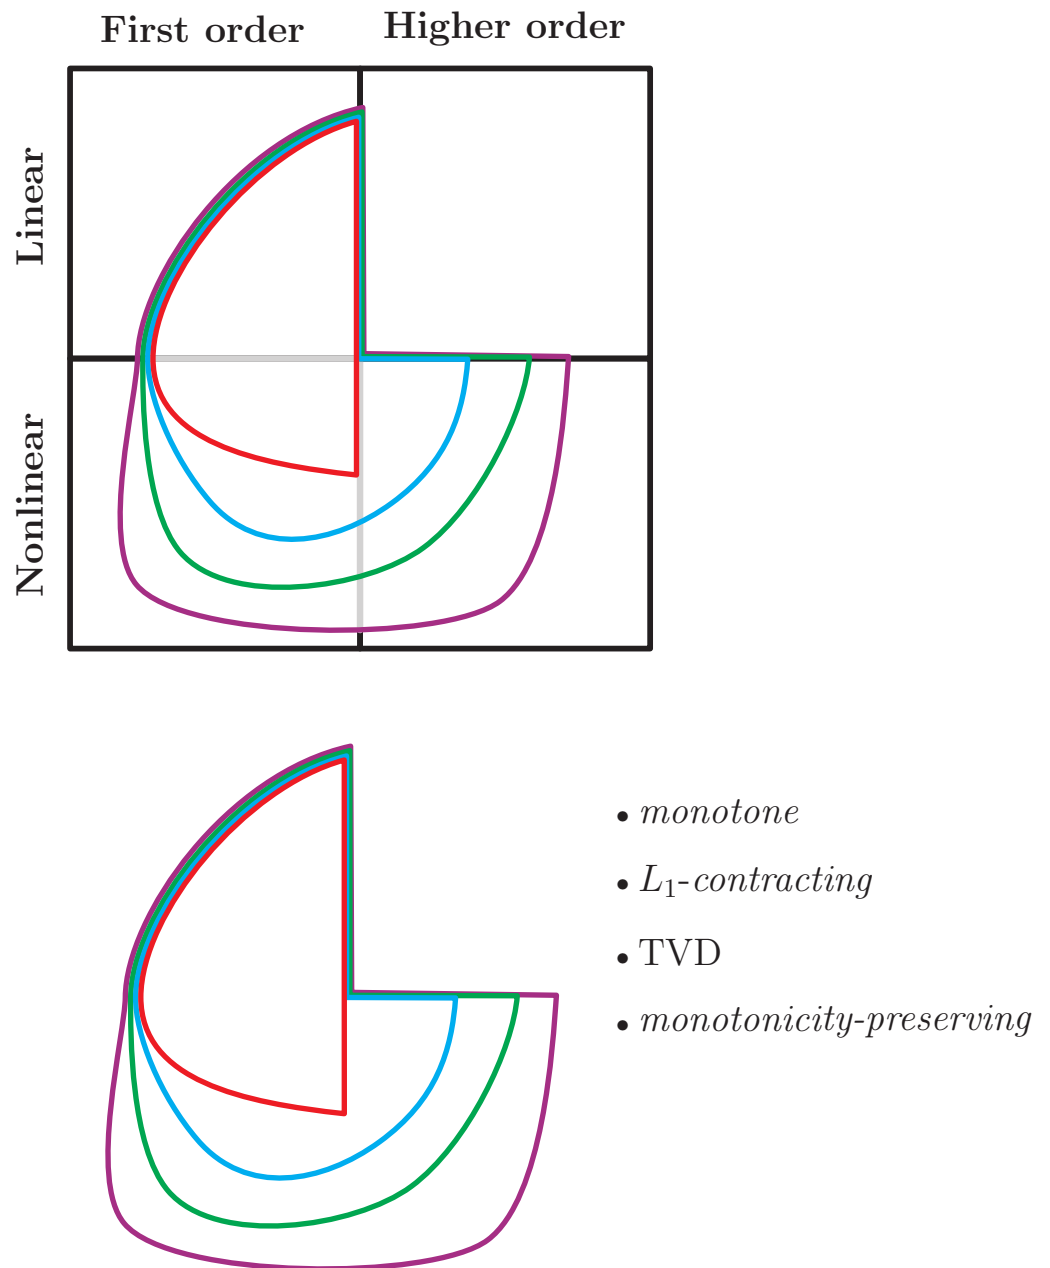 First order
Higher order
Linear
Nonlinear
• monotone
• L₁-contracting
• TVD
• monotonicity-preserving